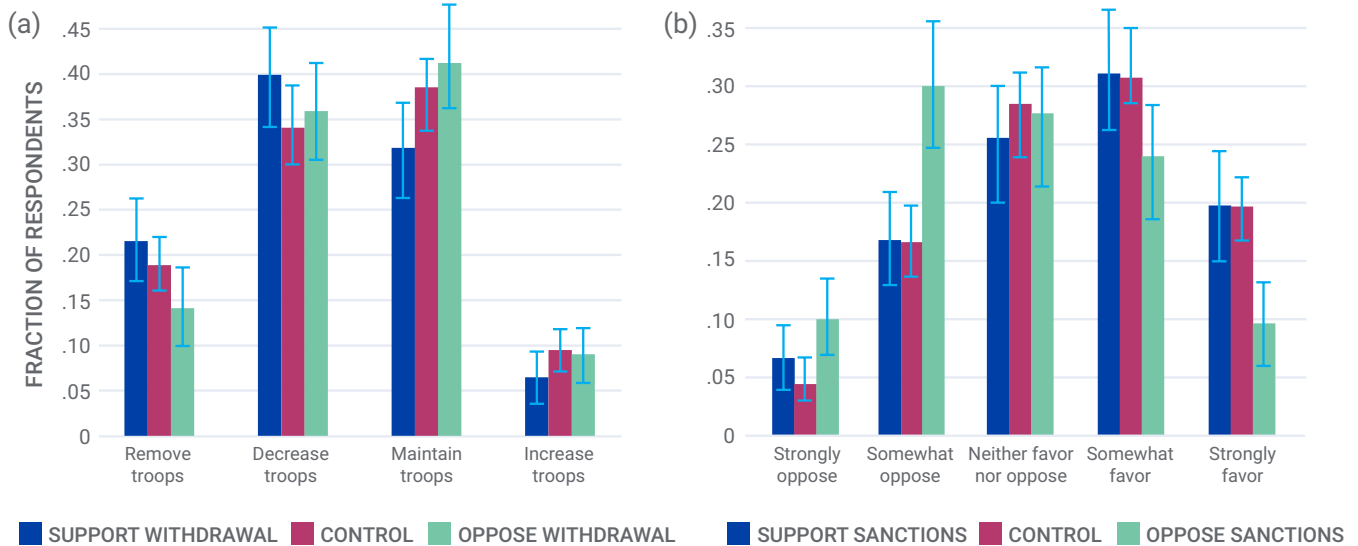 (a)
FRACTION OF RESPONDENTS
.45
.40
.35
.30
.25
.20
.15
.10
.05
0
Remove
troops
Decrease
troops
Maintain
troops
Increase
troops
SUPPORT WITHDRAWAL CONTROL OPPOSE WITHDRAWAL
(b)
.35
.30
.25
.20
.15
.10
.05
0
Strongly
oppose
Somewhat
oppose
Neither favor
nor oppose
Somewhat
favor
Strongly
favor
SUPPORT SANCTIONS CONTROL OPPOSE SANCTIONS